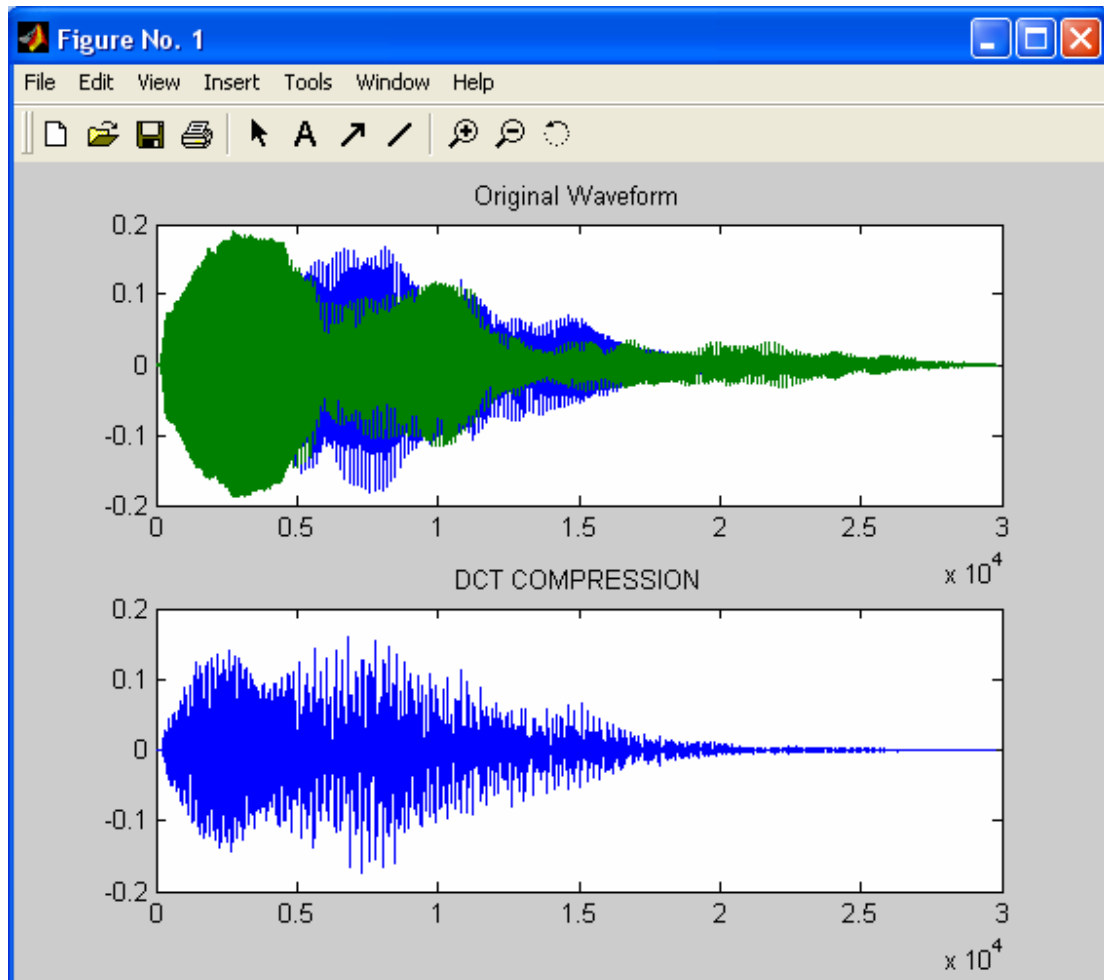 Figure No. 1
File Edit View Insert Tools Window Help
A
Original Waveform
0.2
0.1
0
-0.1
-0.2
0 0.5 1 1.5 2 2.5 3
x 10^4
DCT COMPRESSION
0.2
0.1
0
-0.1
-0.2
0 0.5 1 1.5 2 2.5 3
x 10^4